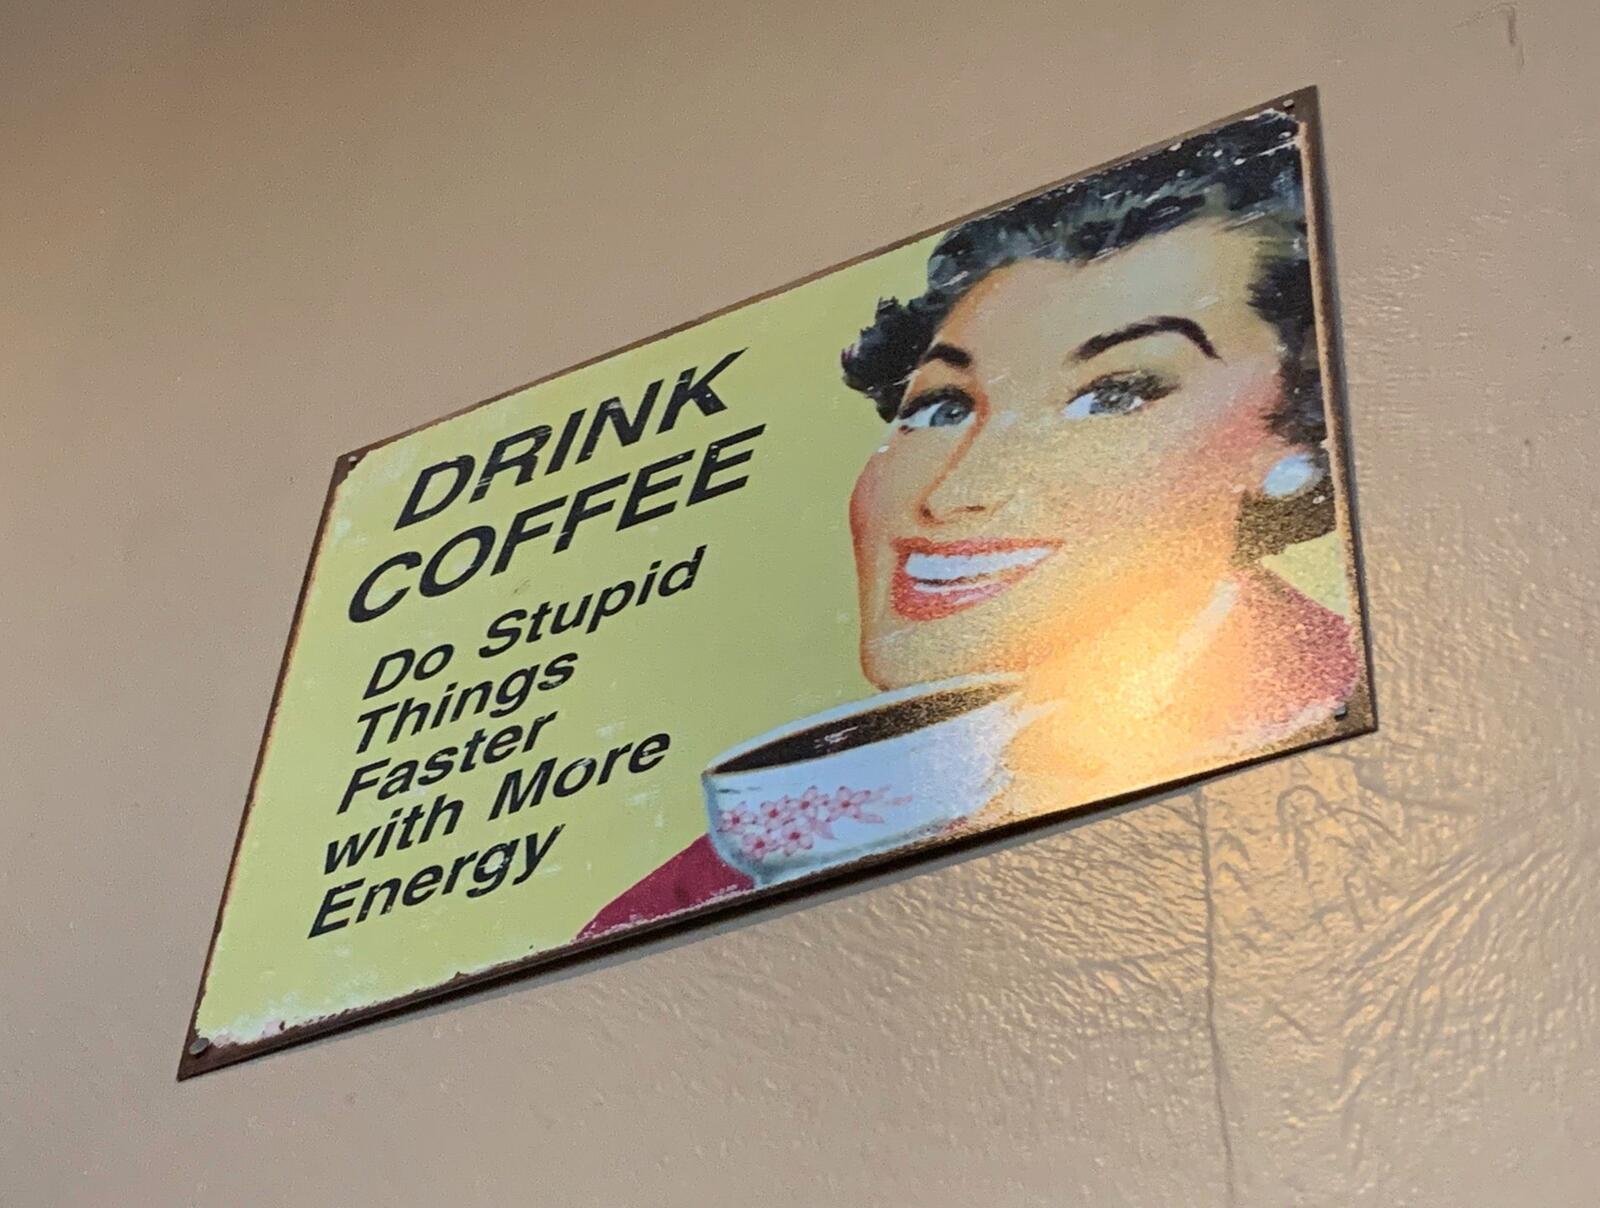 DRINK
COFFEE
Do Stupid
Things
Faster
with More
Energy